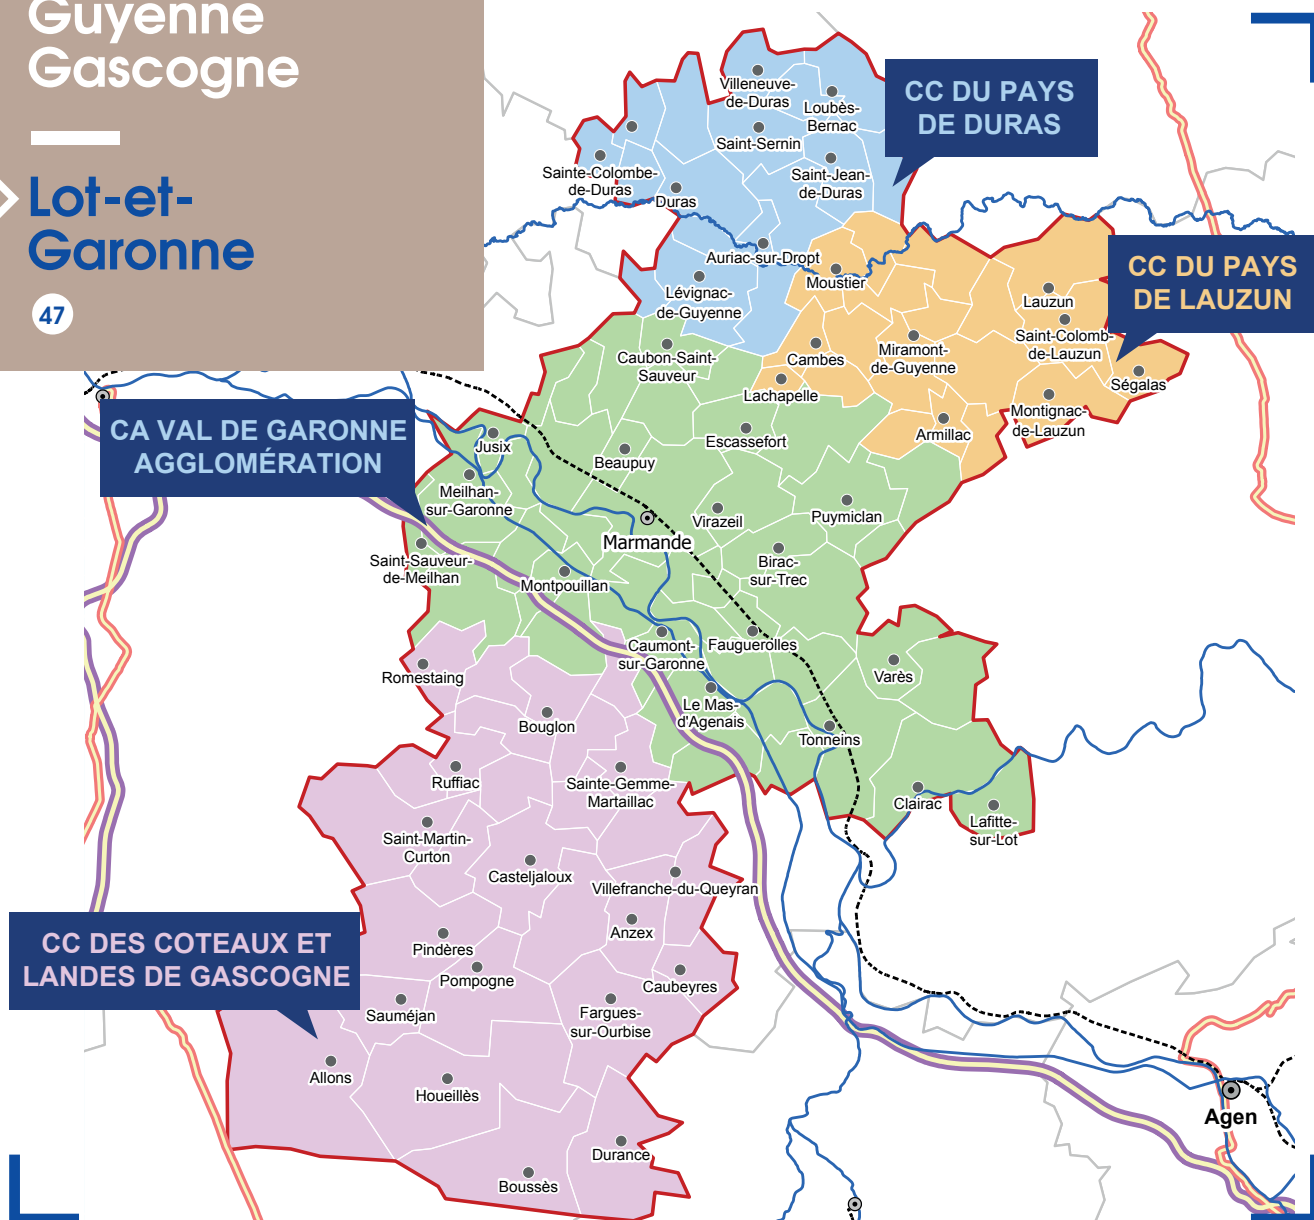 Guyenne
Gascogne
Lot-et-
Garonne
47
CC DU PAYS
DE DURAS
CC DU PAYS
DE LAUZUN
CA VAL DE GARONNE
AGGLOMÉRATION
CC DES COTEAUX ET
LANDES DE GASCOGNE
Villeneuve-
de-Duras
Loubès-
Bernac
Saint-Sernin
Sainte-Colombe-
de-Duras
Saint-Jean-
de-Duras
Duras
Auriac-sur-Dropt
Moustier
Lévignac-
de-Guyenne
Lauzun
Saint-Colomb-
de-Lauzun
Caubon-Saint-
Sauveur
Cambes
Miramont-
de-Guyenne
Ségalas
Lachapelle
Montignac-
de-Lauzun
Armillac
Escassefort
Jusix
Beaupuy
Meilhan-
sur-Garonne
Virazeil
Puymiclan
Marmande
Saint-Sauveur-
de-Meilhan
Birac-
sur-Trec
Montpouillan
Caumont-
sur-Garonne
Fauguerolles
Romestaing
Varès
Le Mas-
d'Agenais
Bouglon
Tonneins
Ruffiac
Sainte-Gemme-
Martaillac
Clairac
Lafitte-
sur-Lot
Saint-Martin-
Curton
Casteljaloux
Villefranche-du-Queyran
Anzex
Pindères
Pompogne
Caubeyres
Sauméjan
Fargues-
sur-Ourbise
Allons
Houeillès
Agen
Durance
Boussès